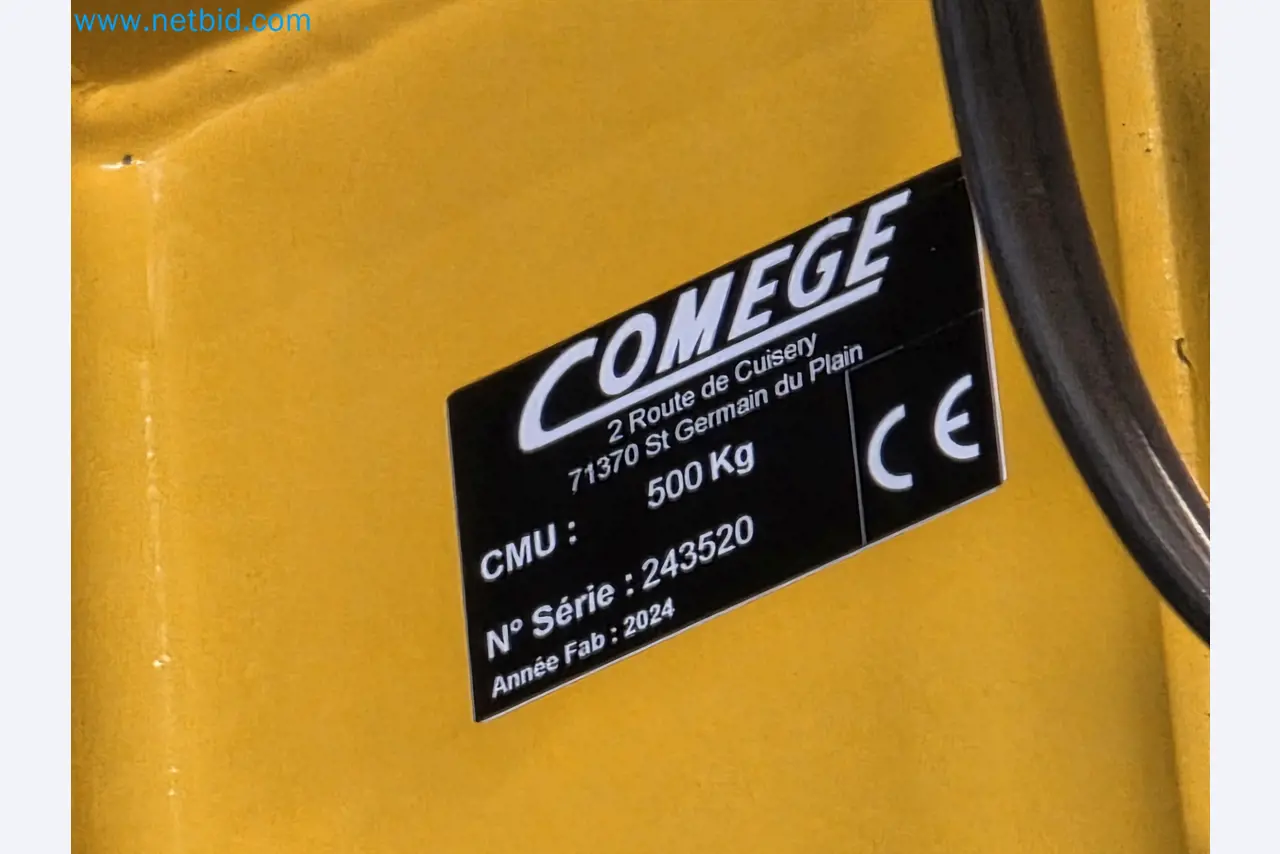 www.netbid.com
COMEGE
2 Route de Cuisery
71370 St Germain du Plain
CMU : 500 Kg
N° Série : 243520
Année Fab : 2024
CE